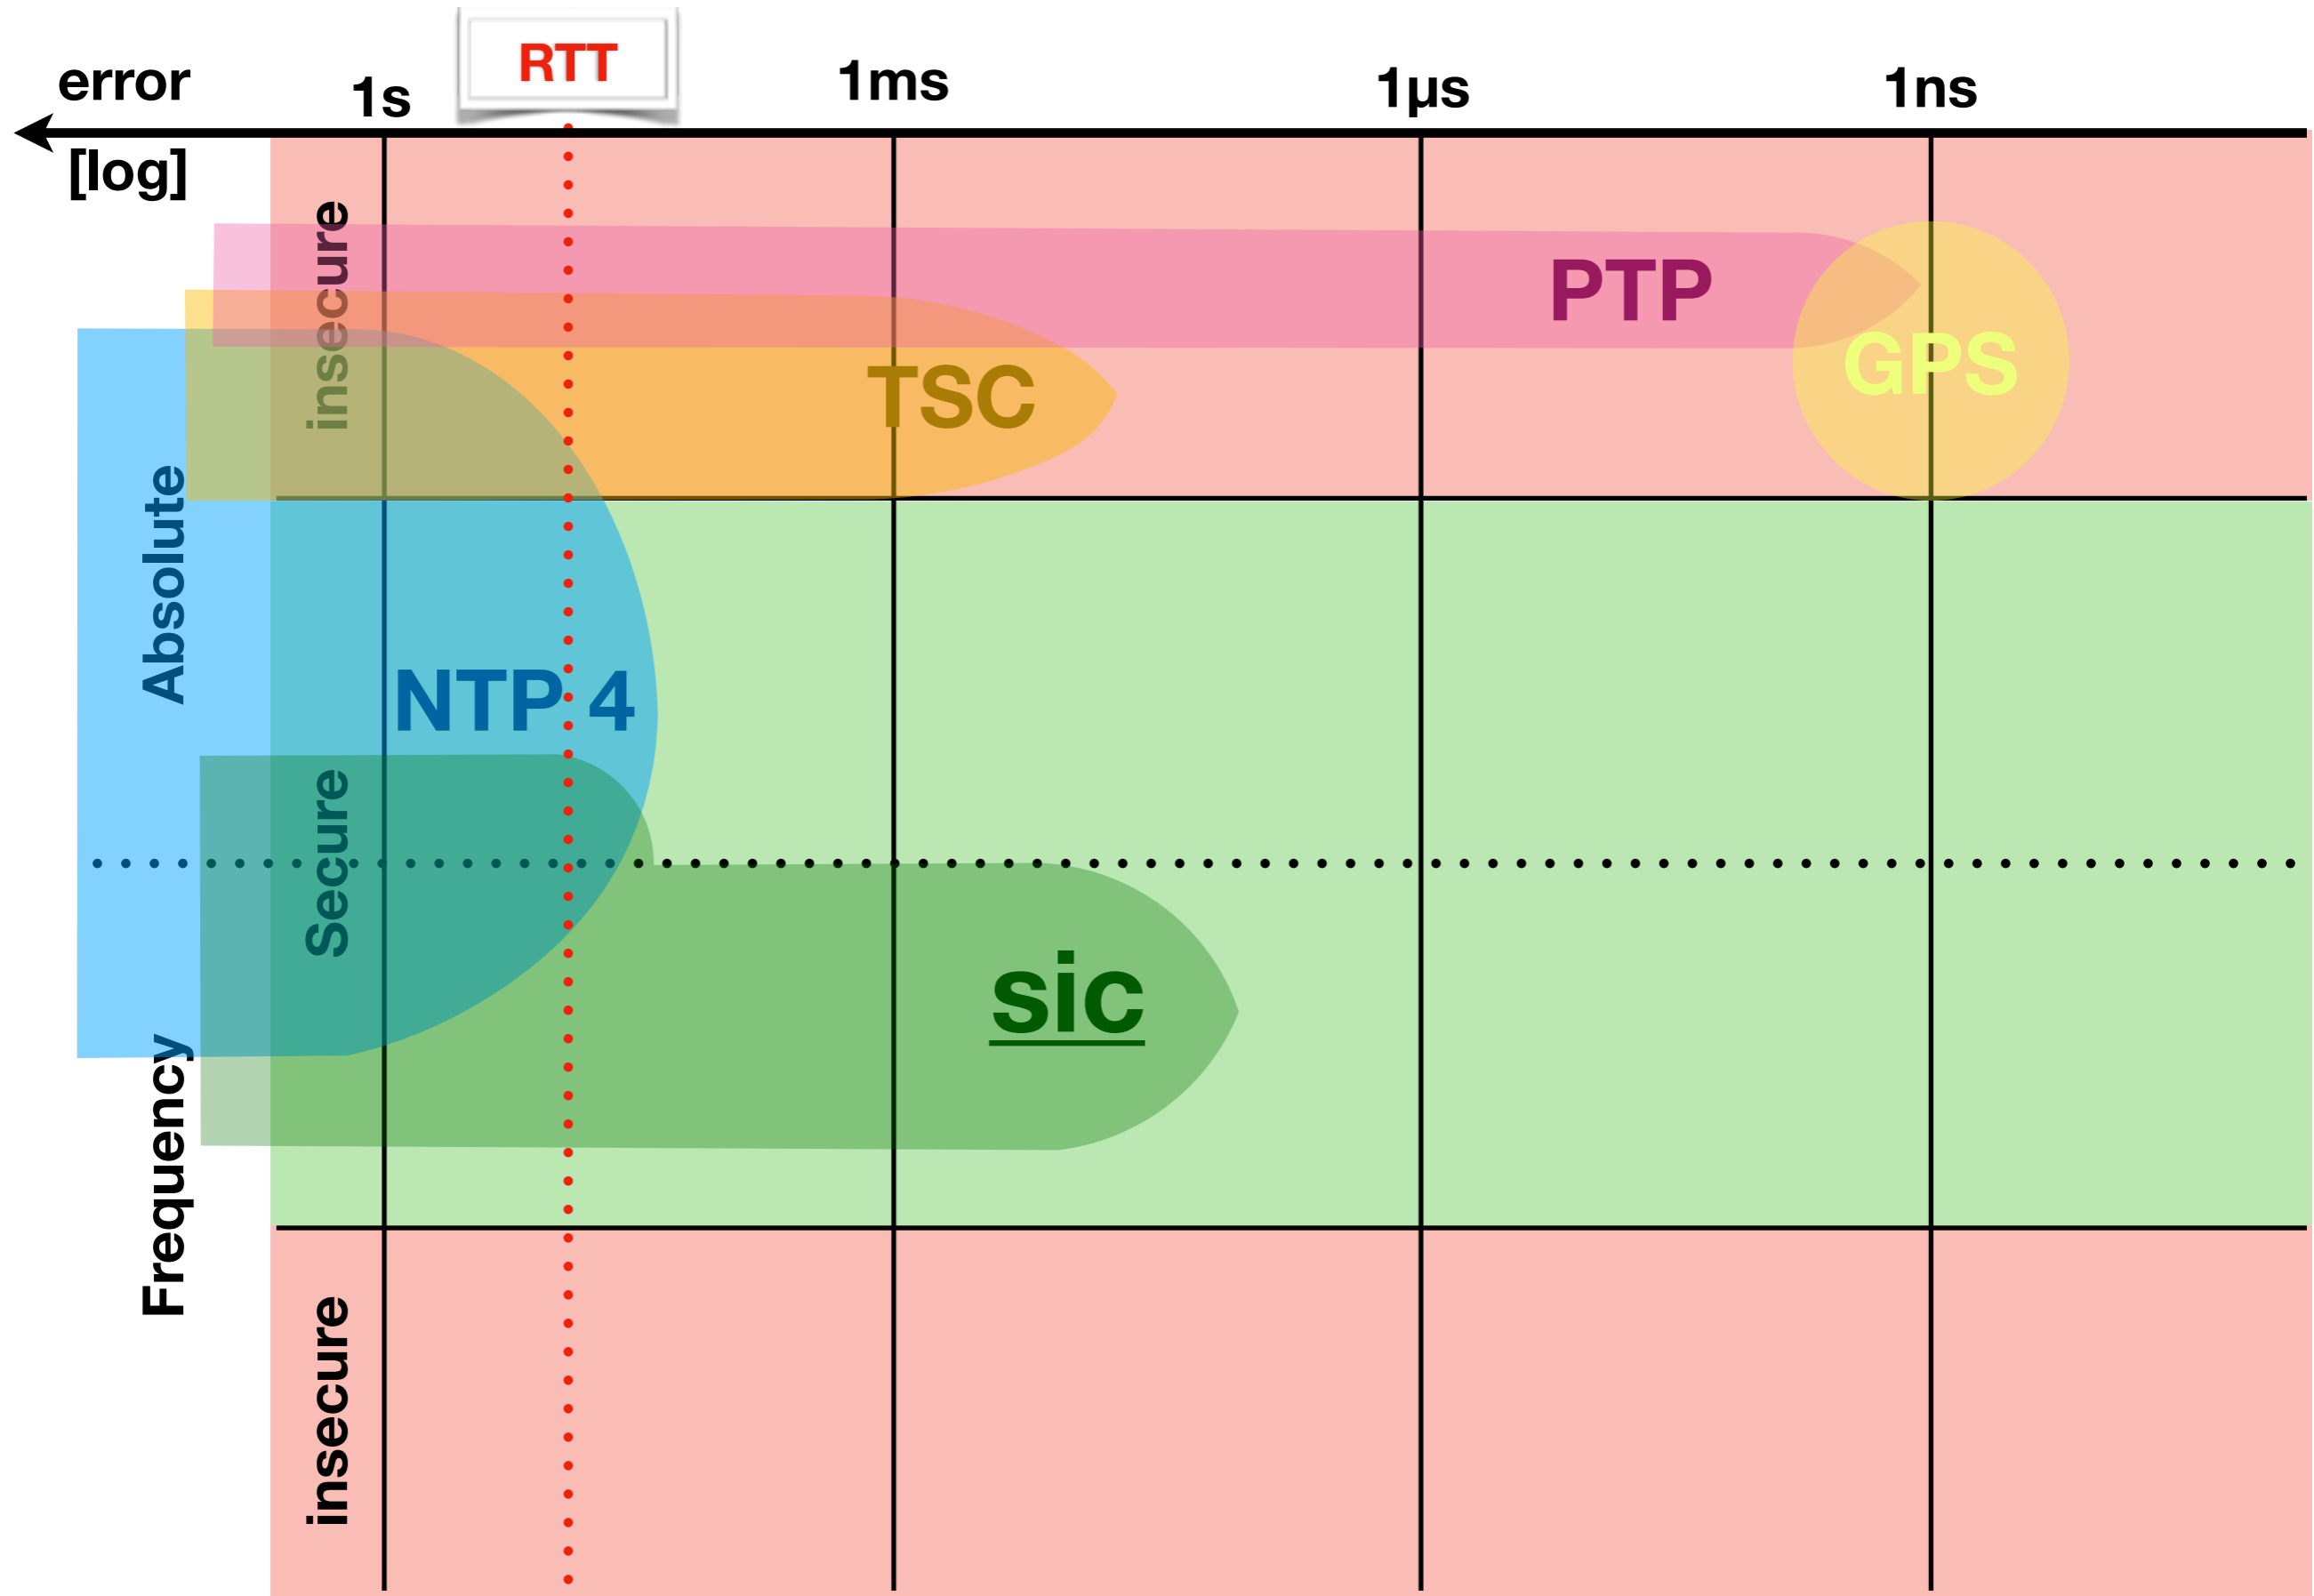 error
[log]
1s
RTT
1ms
1µs
1ns
Absolute
Frequency
insecure
Secure
insecure
PTP
GPS
TSC
NTP 4
sic